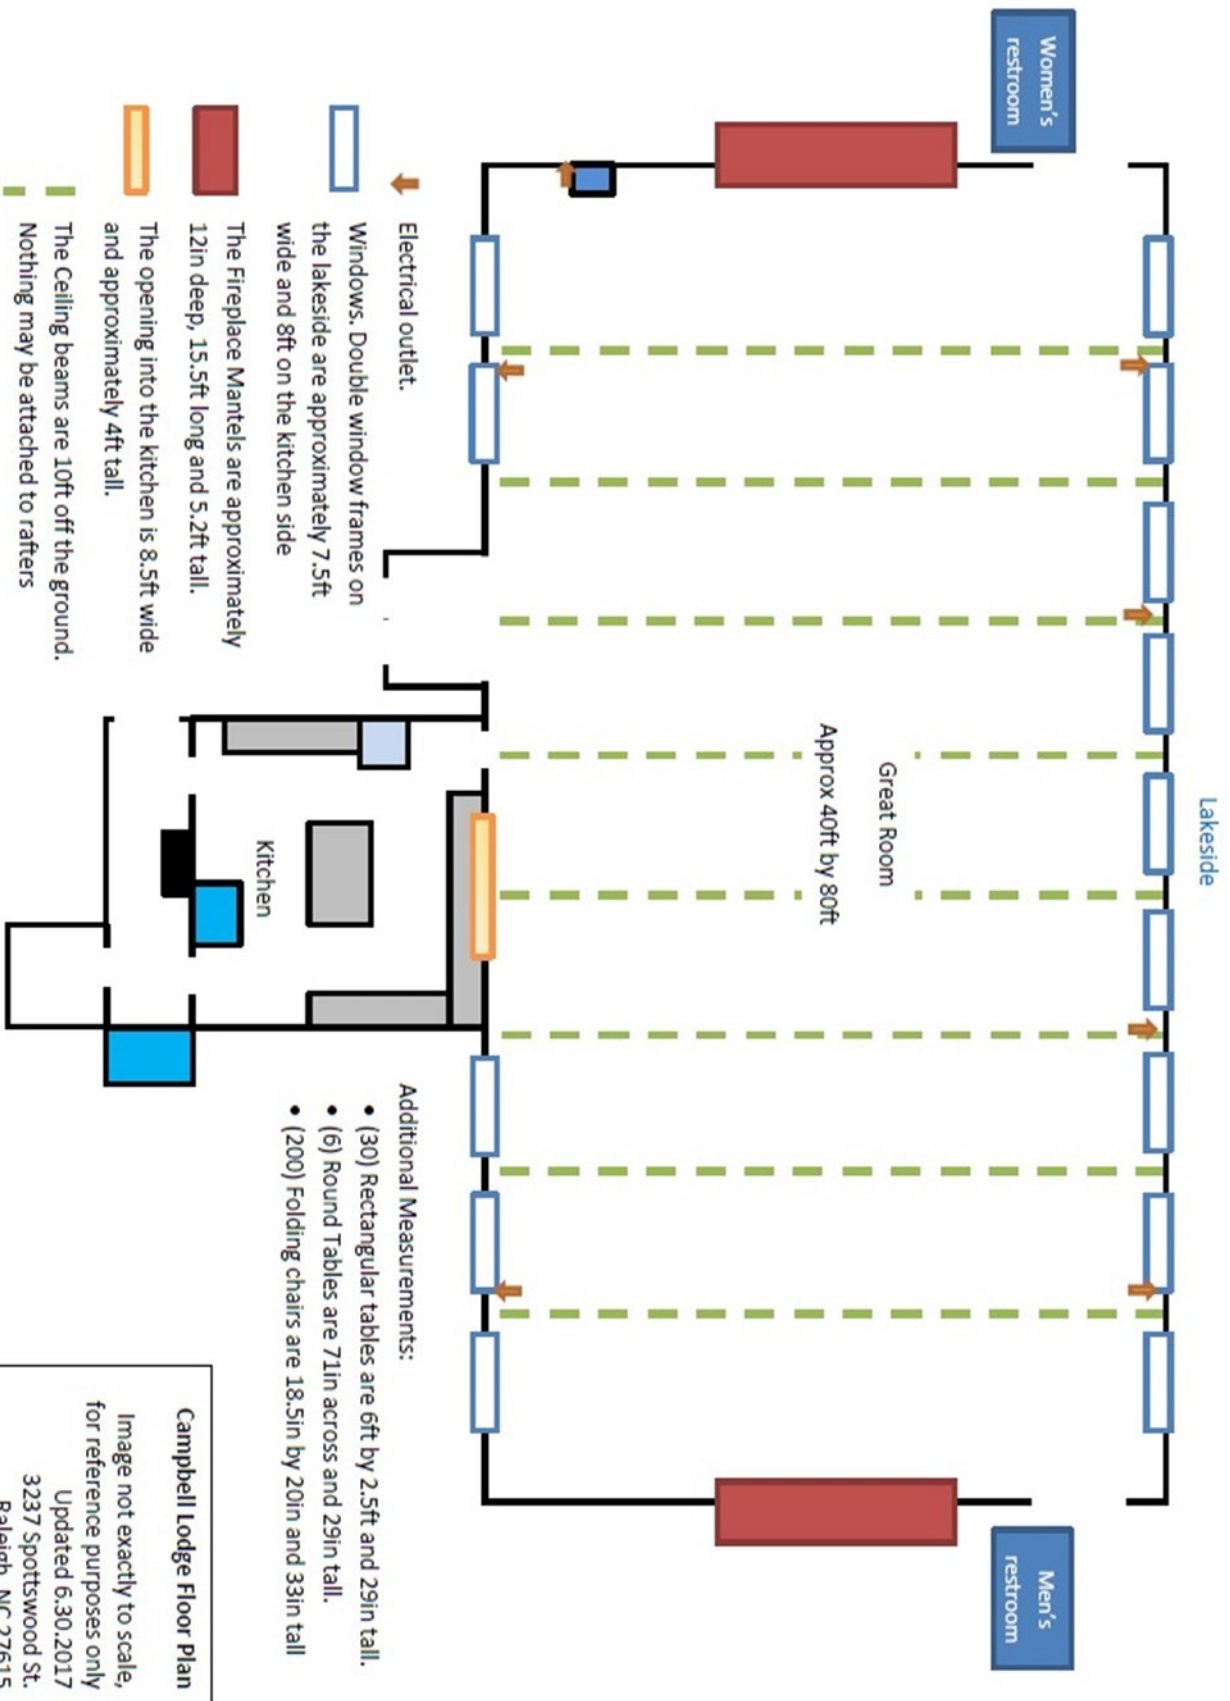 Lakeside
Women's
restroom
Men's
restroom
Great Room
Approx 40ft by 80ft
Kitchen
Electrical outlet.
Windows. Double window frames on
the lakeside are approximately 7.5ft
wide and 8ft on the kitchen side
The Fireplace Mantels are approximately
12in deep, 15.5ft long and 5.2ft tall.
The opening into the kitchen is 8.5ft wide
and approximately 4ft tall.
The Ceiling beams are 10ft off the ground.
Nothing may be attached to rafters
Additional Measurements:
• (30) Rectangular tables are 6ft by 2.5ft and 29in tall.
• (6) Round Tables are 71in across and 29in tall.
• (200) Folding chairs are 18.5in by 20in and 33in tall
Campbell Lodge Floor Plan
Image not exactly to scale,
for reference purposes only
Updated 6.30.2017
3237 Spottswood St.
Raleigh, NC 27615